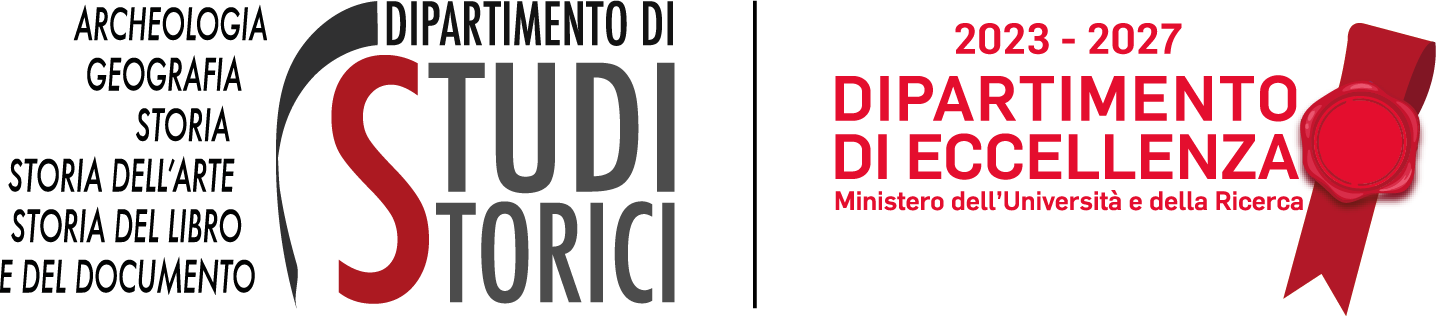 ARCHEOLOGIA
GEOGRAFIA
STORIA
STORIA DELL'ARTE
STORIA DEL LIBRO
E DEL DOCUMENTO
DIPARTIMENTO DI
STUDI
STORICI
2023 - 2027
DIPARTIMENTO
DI ECCELLENZA
Ministero dell'Università e della Ricerca